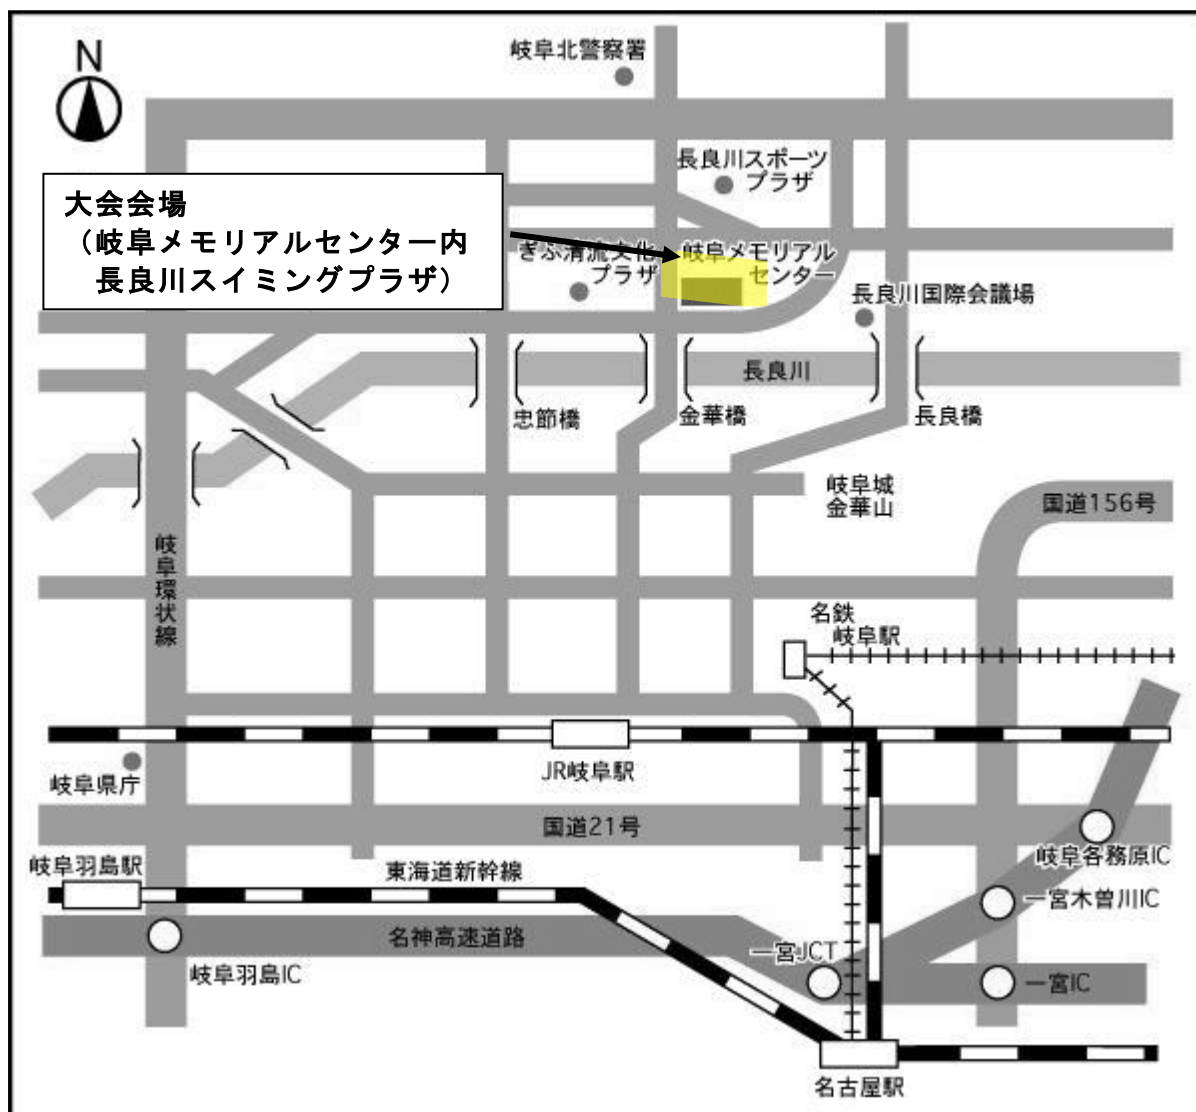 N
岐阜北警察署
長良川スポーツ
プラザ
大会会場
（岐阜メモリアルセンター内
長良川スイミングプラザ）
ぎふ清流文化
プラザ
岐阜メモリアル
センター
長良川国際会議場
長良川
忠節橋
金華橋
長良橋
岐阜城
金華山
国道156号
岐阜環状線
名鉄
岐阜駅
JR岐阜駅
岐阜県庁
国道21号
岐阜羽島駅
東海道新幹線
岐阜各務原IC
一宮木曽川IC
名神高速道路
一宮JCT
岐阜羽島IC
一宮IC
名古屋駅